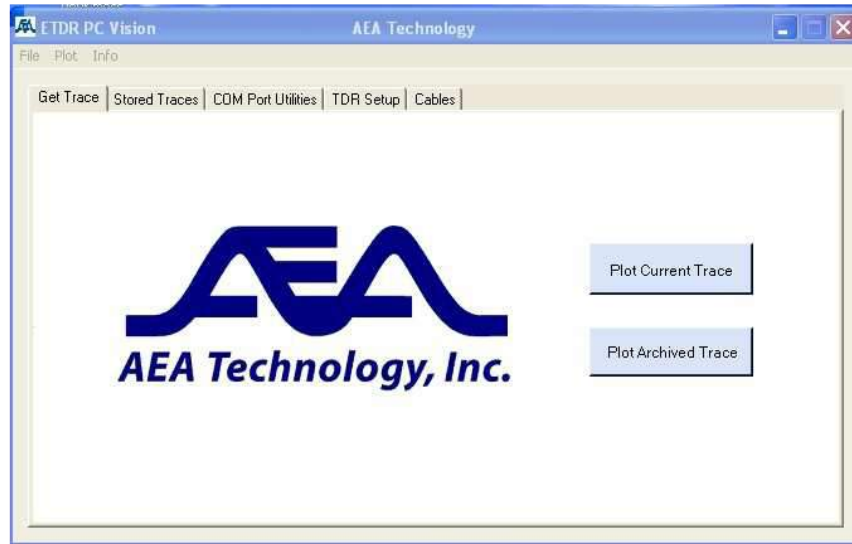 ETDR PC Vision AEA Technology
File Plot Info
Get Trace Stored Traces COM Port Utilities TDR Setup Cables
AEA
Plot Current Trace
Plot Archived Trace
AEA Technology, Inc.